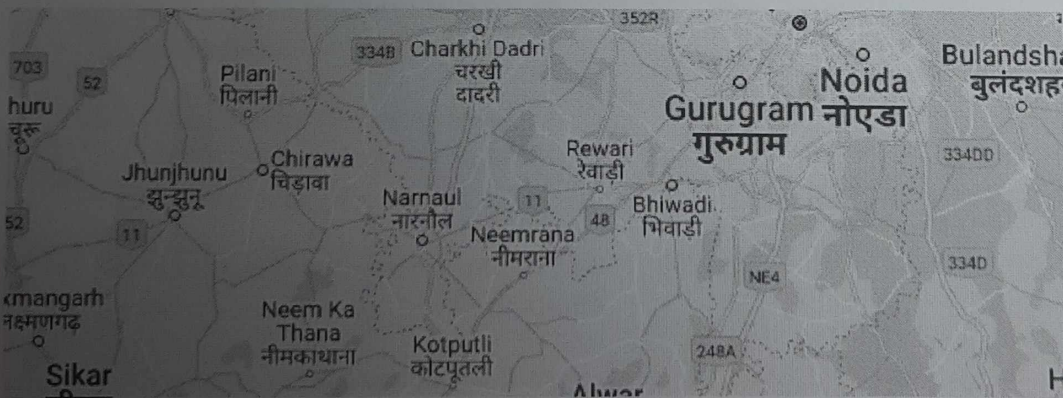 352R
334B
Charkhi Dadri
चरखी
दादरी
703
52
Pilani
पिलानी
Noida
नोएडा
Bulandsha
बुलंदशह
Gurugram
गुरुग्राम
huru
चूरू
334DD
Rewari
रेवाड़ी
Chirawa
चिड़ावा
Jhunjhunu
झुन्झुनू
Narnaul
नारनौल
11
48
Bhiwadi
भिवाड़ी
52
11
Neemrana
नीमराना
334D
NE4
kmangarh
लक्ष्मणगढ़
Neem Ka
Thana
नीमकाथाना
Kotputli
कोटपूतली
248A
Sikar
Alwar
H